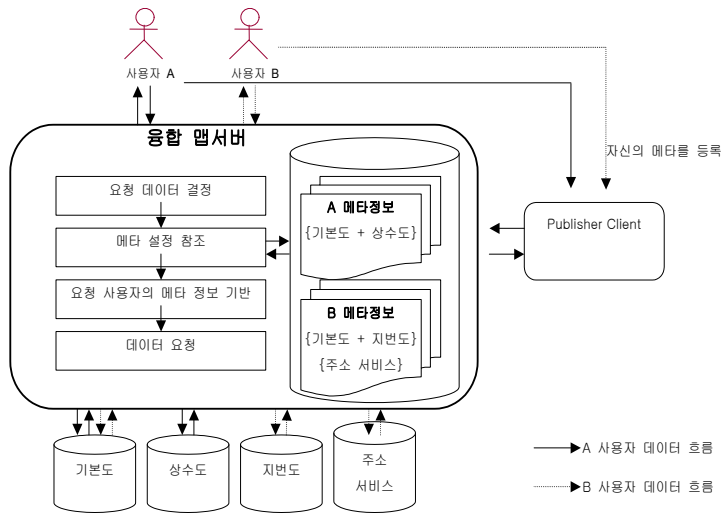 사용자 A
사용자 B
융합 맵서버
자신의 메타를 등록
요청 데이터 결정
메타 설정 참조
요청 사용자의 메타 정보 기반
데이터 요청
A 메타정보
{기본도 + 상수도}
B 메타정보
{기본도 + 지번도}
{주소 서비스}
Publisher Client
기본도
상수도
지번도
주소
서비스
A 사용자 데이터 흐름
B 사용자 데이터 흐름